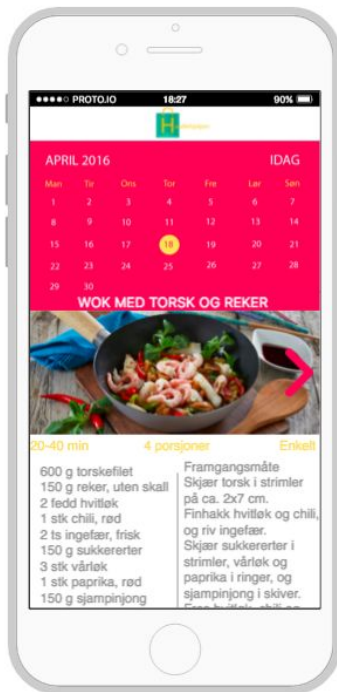 PROTO.IO 18:27 90%
H
APRIL 2016 IDAG
Man Tir Ons Tor Fre Lør Søn
1 2 3 4 5 6 7
8 9 10 11 12 13 14
15 16 17 18 19 20 21
22 23 24 25 26 27 28
29 30
WOK MED TORSK OG REKER
20-40 min 4 porsjoner Enkelt
600 g torskefilet
150 g reker, uten skall
2 fedd hvitløk
1 stk chili, rød
2 ts ingefær, frisk
150 g sukkererter
3 stk vårløk
1 stk paprika, rød
150 g sjampinjong
Framgangsmåte
Skjær torsk i strimler
på ca. 2x7 cm.
Finhakk hvitløk og chili,
og riv ingefær.
Skjær sukkererter i
strimler, vårløk og
paprika i ringer, og
sjampinjong i skiver.